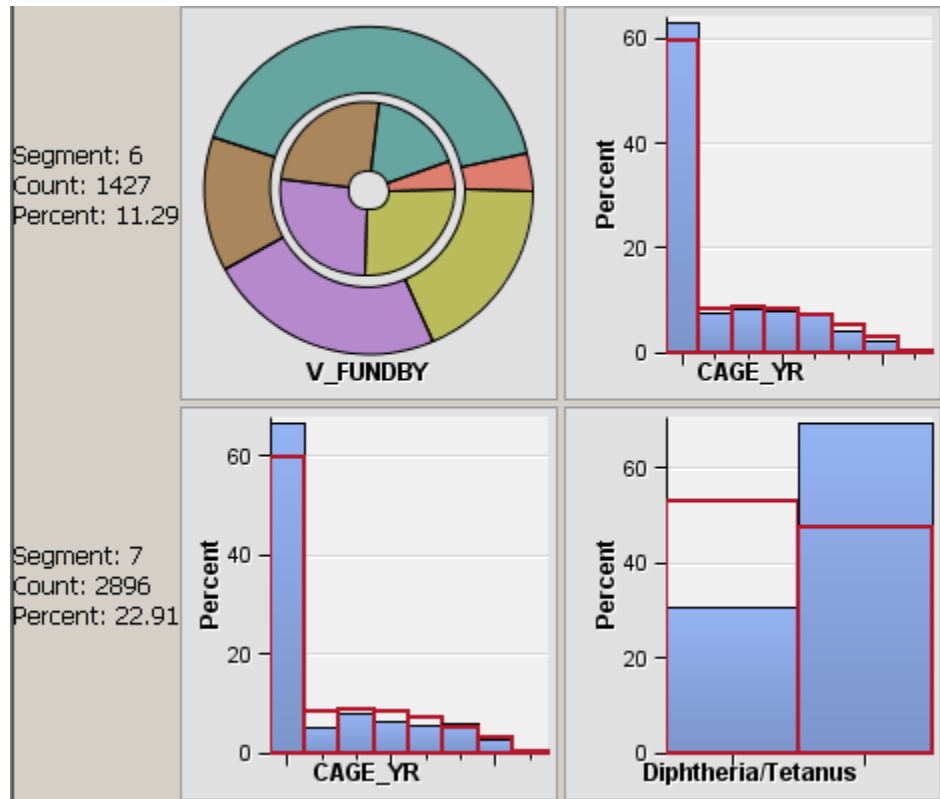 Segment: 6
Count: 1427
Percent: 11.29
V_FUNDBY
60
40
20
0
Percent
CAGE_YR
Segment: 7
Count: 2896
Percent: 22.91
60
40
20
0
Percent
CAGE_YR
60
40
20
0
Percent
Diphtheria/Tetanus